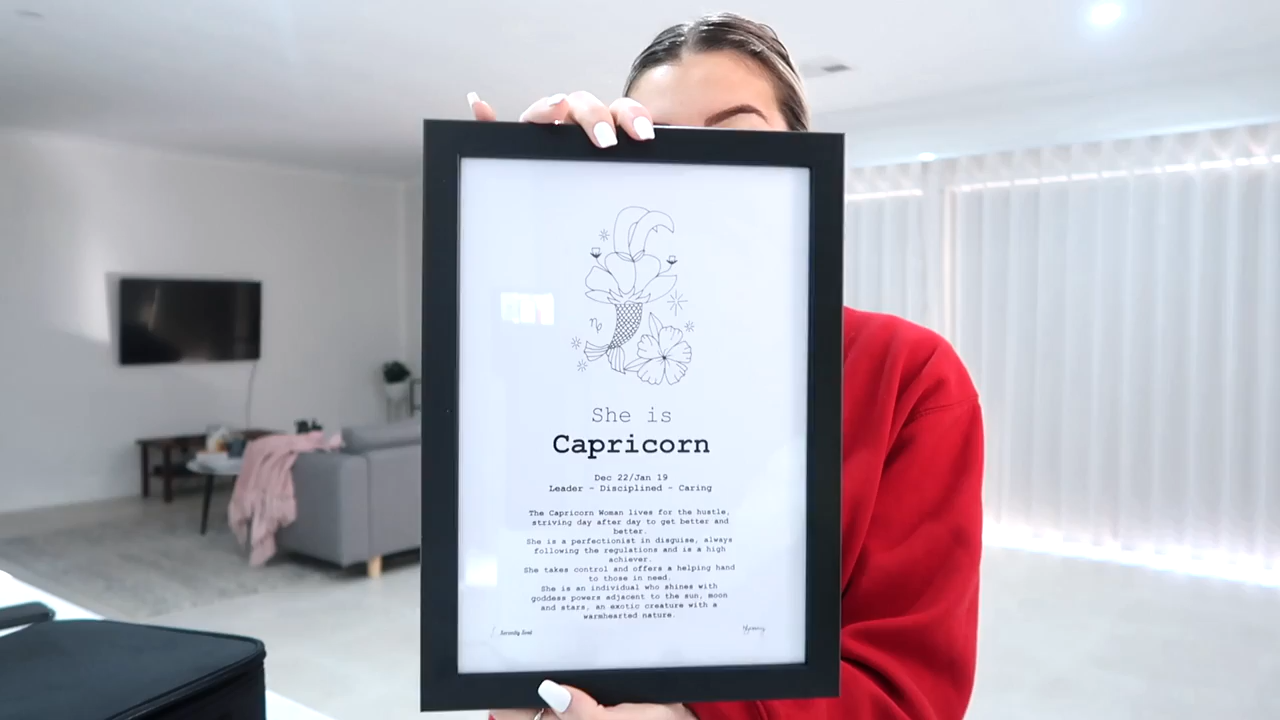 She is
Capricorn
Dec 22/Jan 19
Leader - Disciplined - Caring
The Capricorn Woman lives for the hustle,
striving day after day to get better and
better.
She is a perfectionist in disguise, always
following the regulations and is a high
achiever.
She takes control and offers a helping hand
to those in need.
She is an individual who shines with
goddess powers adjacent to the sun, moon
and stars, an exotic creature with a
warmhearted nature.